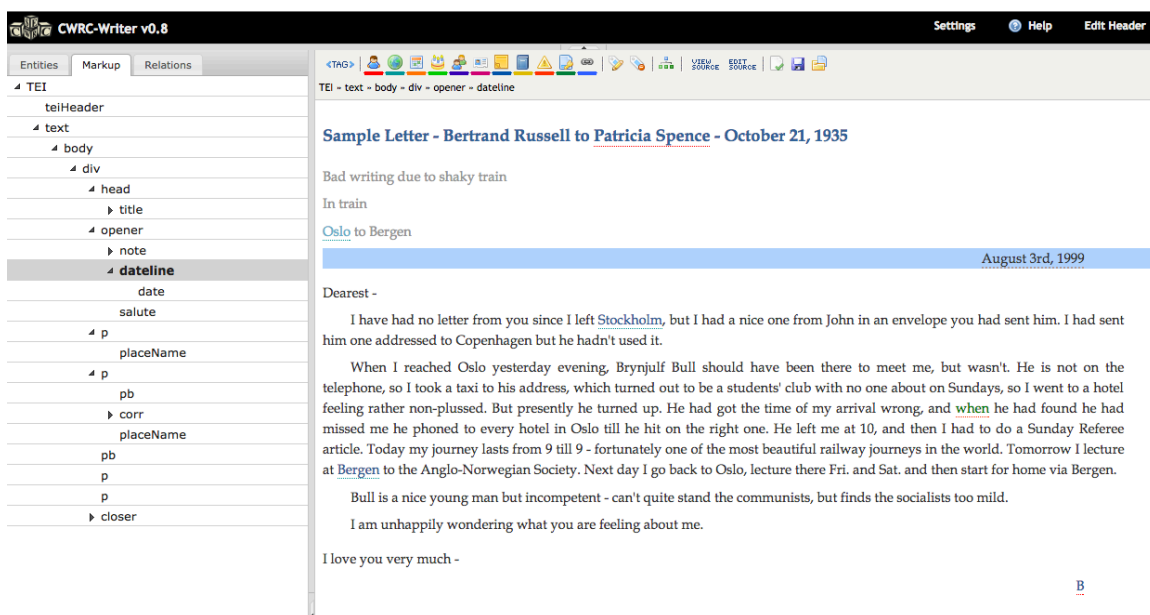 CWRC-Writer v0.8
Settings
Help
Edit Header
Entities
Markup
Relations
TEI
teiHeader
text
body
div
head
title
opener
note
dateline
date
salute
p
placeName
p
pb
corr
placeName
pb
p
p
closer
<TAG>
VIEW SOURCE
EDIT SOURCE
TEI - text - body - div - opener - dateline
Sample Letter - Bertrand Russell to Patricia Spence - October 21, 1935
Bad writing due to shaky train
In train
Oslo to Bergen
August 3rd, 1999
Dearest -
I have had no letter from you since I left Stockholm, but I had a nice one from John in an envelope you had sent him. I had sent
him one addressed to Copenhagen but he hadn't used it.
When I reached Oslo yesterday evening, Brynjulf Bull should have been there to meet me, but wasn't. He is not on the
telephone, so I took a taxi to his address, which turned out to be a students' club with no one about on Sundays, so I went to a hotel
feeling rather non-plussed. But presently he turned up. He had got the time of my arrival wrong, and when he had found he had
missed me he phoned to every hotel in Oslo till he hit on the right one. He left me at 10, and then I had to do a Sunday Referee
article. Today my journey lasts from 9 till 9 - fortunately one of the most beautiful railway journeys in the world. Tomorrow I lecture
at Bergen to the Anglo-Norwegian Society. Next day I go back to Oslo, lecture there Fri. and Sat. and then start for home via Bergen.
Bull is a nice young man but incompetent - can't quite stand the communists, but finds the socialists too mild.
I am unhappily wondering what you are feeling about me.
I love you very much -
B